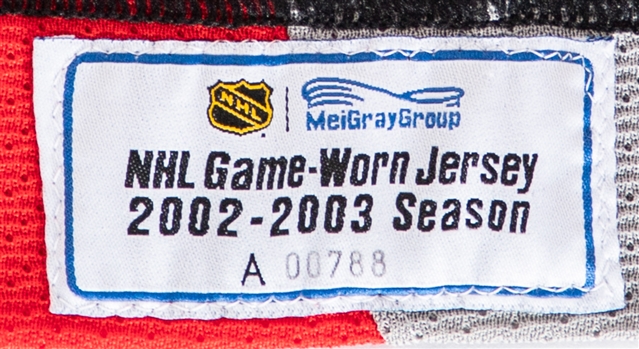 NHL
MeiGrayGroup
NHL Game-Worn Jersey
2002-2003 Season
A 00788